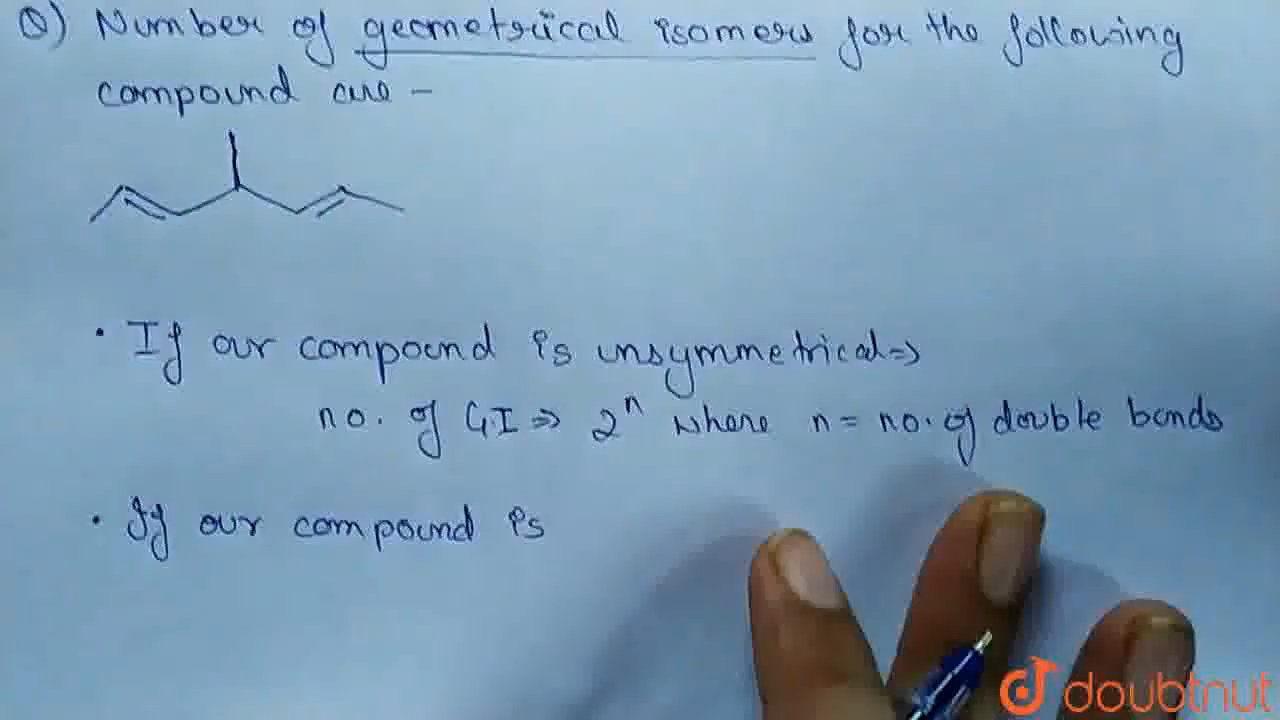 Q) Number of geometrical isomers for the following
compound are –
• If our compound is unsymmetrical ⇒
no. of G.I ⇒ 2ⁿ where n = no. of double bonds
• If our compound is
doubtnut